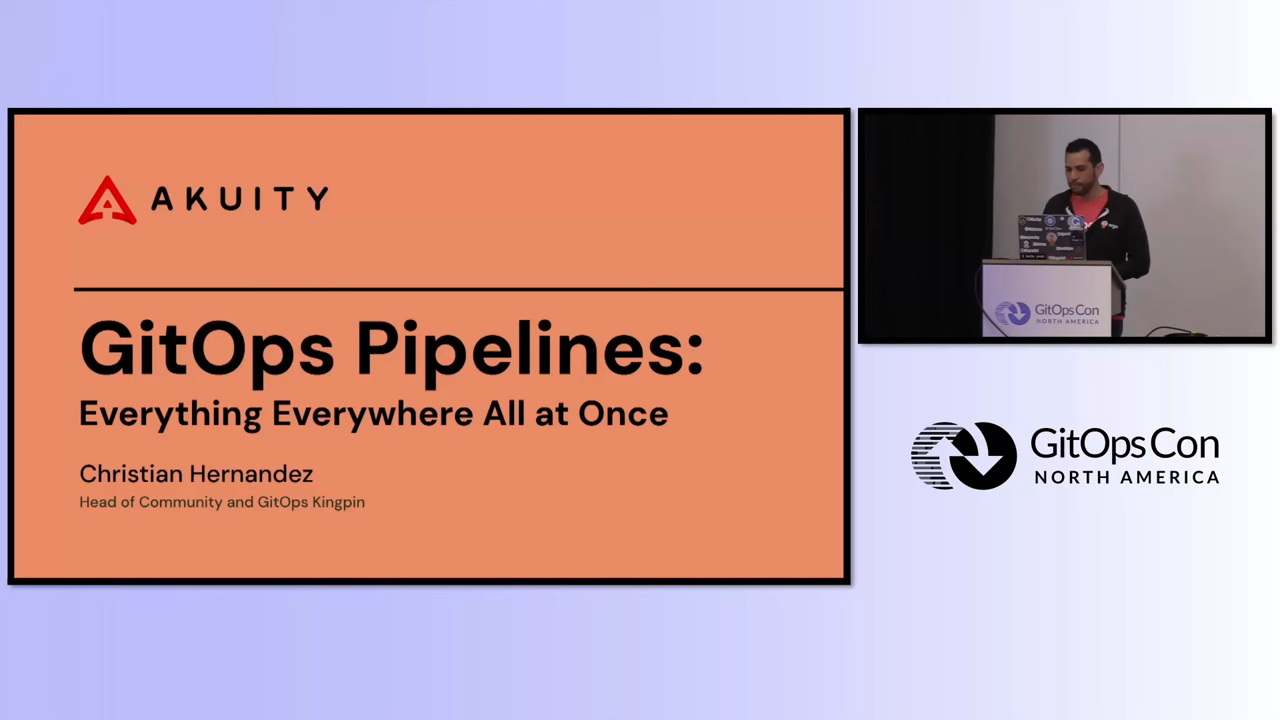 AKUITY
GitOps Pipelines:
Everything Everywhere All at Once
Christian Hernandez
Head of Community and GitOps Kingpin
GitOpsCon
NORTH AMERICA
GitOpsCon
NORTH AMERICA